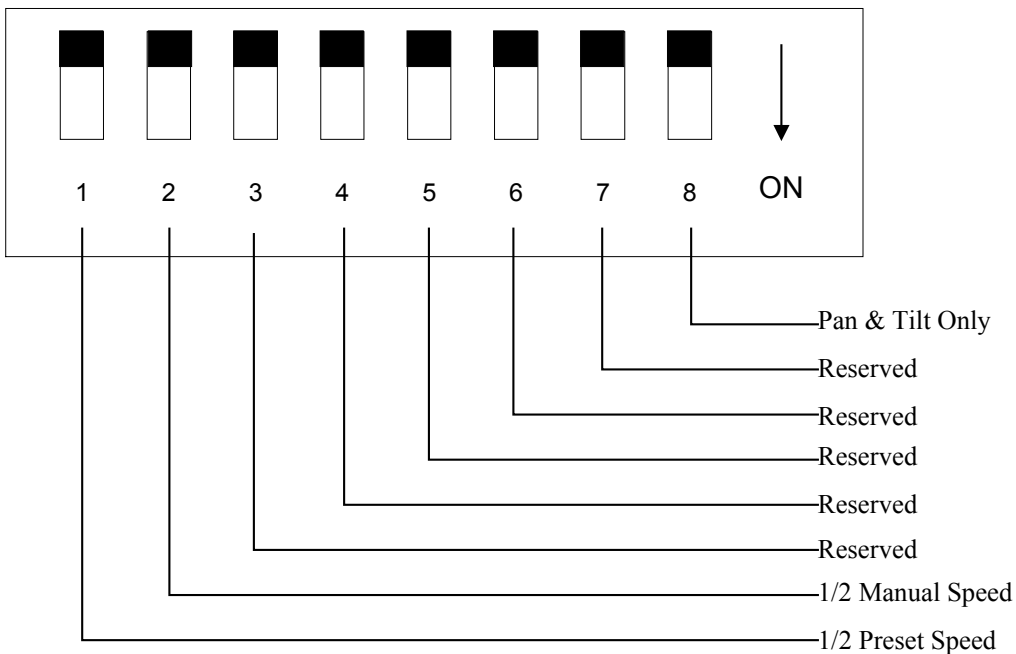 1 2 3 4 5 6 7 8 ON
Pan & Tilt Only
Reserved
Reserved
Reserved
Reserved
Reserved
1/2 Manual Speed
1/2 Preset Speed